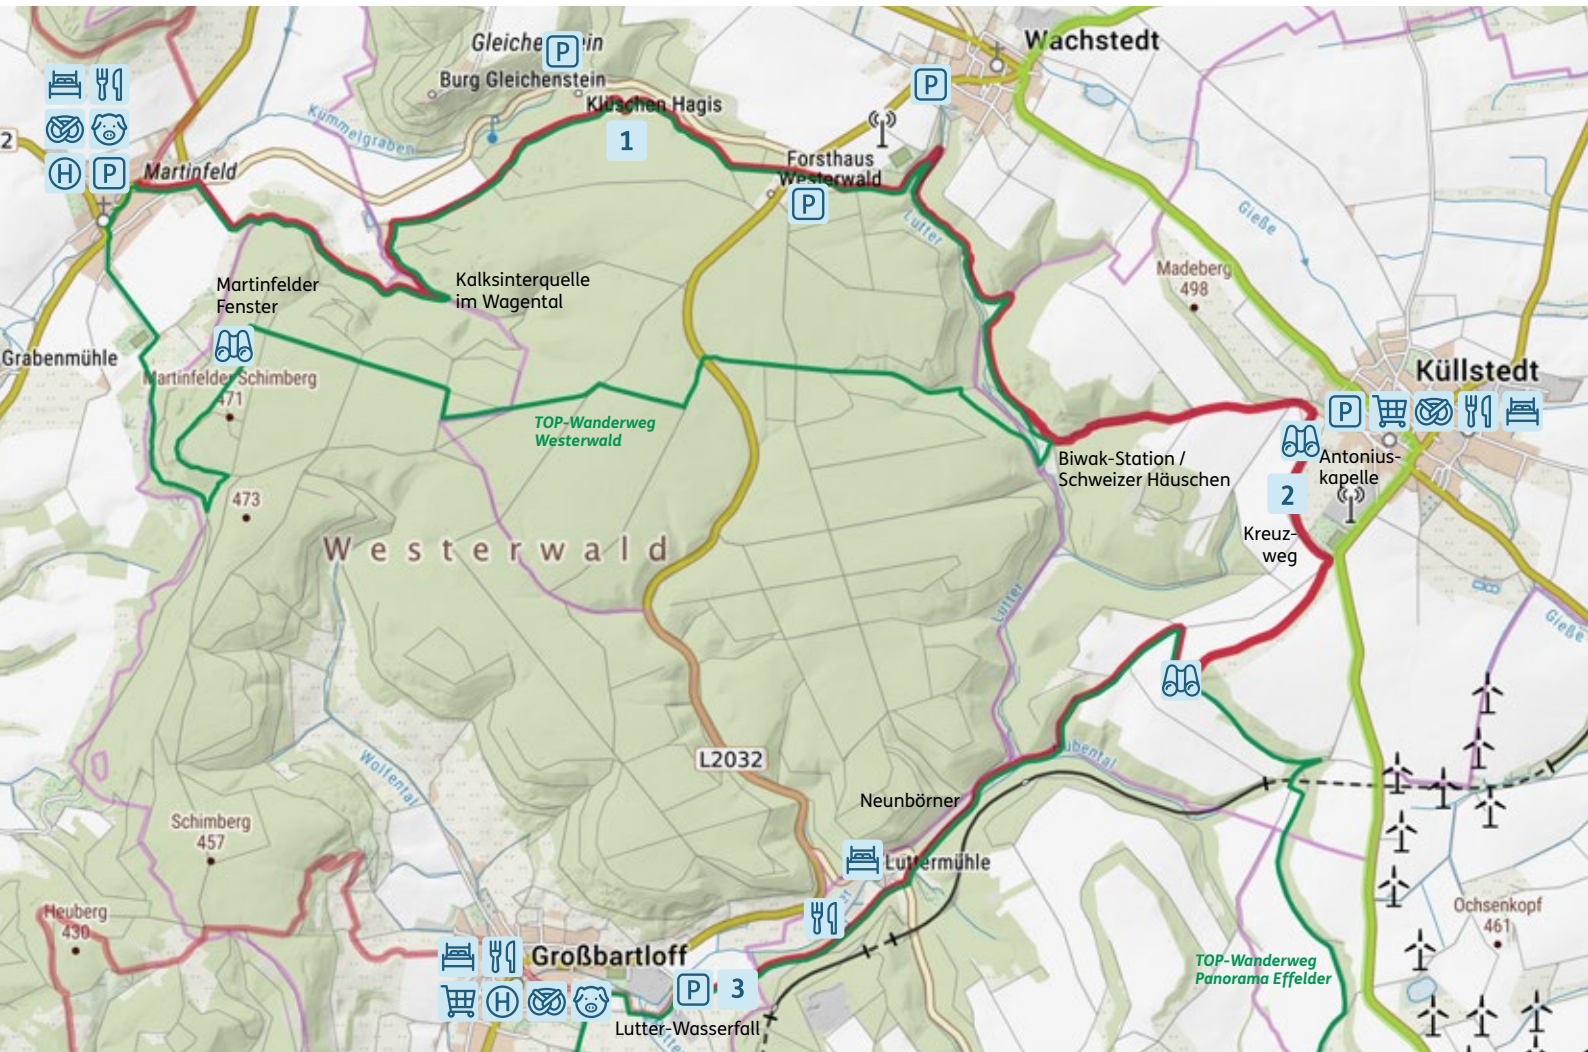 Wachstedt
Gleichenstein
P
Burg Gleichenstein
P
Klüschen Hagis
Kümmelgraben
1
2
H P
Martinfeld
Forsthaus
Westerwald
P
Lutter
Gieße
Martinfelder
Fenster
Kalksinterquelle
im Wagental
Madeberg
498
Grabenmühle
Martinfelder Schimberg
471
Küllstedt
P
TOP-Wanderweg
Westerwald
Biwak-Station /
Schweizer Häuschen
Antonius-
kapelle
2
473
Kreuz-
weg
Westerwald
Lutter
Gieße
L2032
Wolfental
Neunbörner
Schimberg
457
Luttermühle
Heuberg
430
Ochsenkopf
461
Großbartloff
TOP-Wanderweg
Panorama Effelder
H
P 3
Lutter-Wasserfall